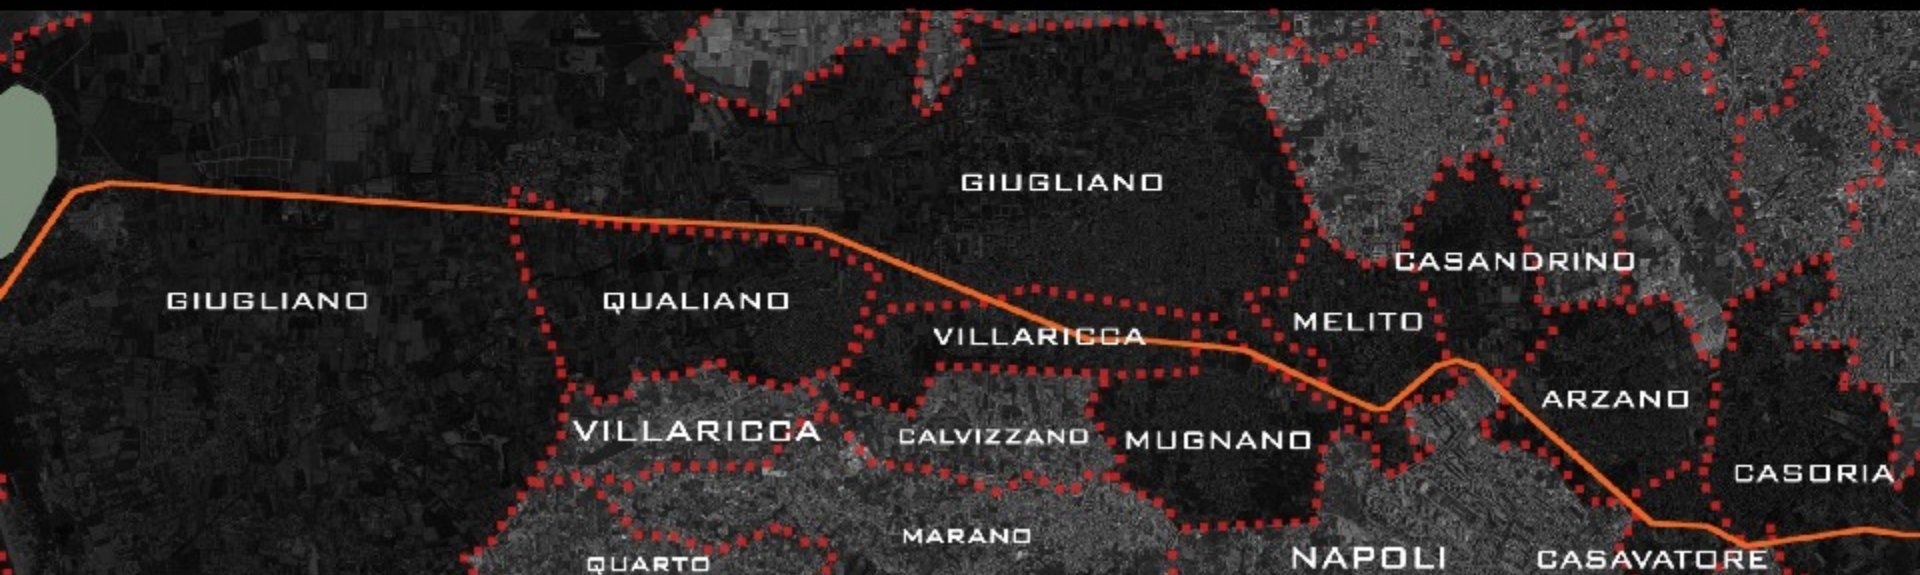 GIUGLIANO
CASANDRINO
GIUGLIANO
QUALIANO
MELITO
VILLARICCA
ARZANO
VILLARICCA
CALVIZZANO
MUGNANO
CASORIA
MARANO
QUARTO
NAPOLI
CASAVATORE